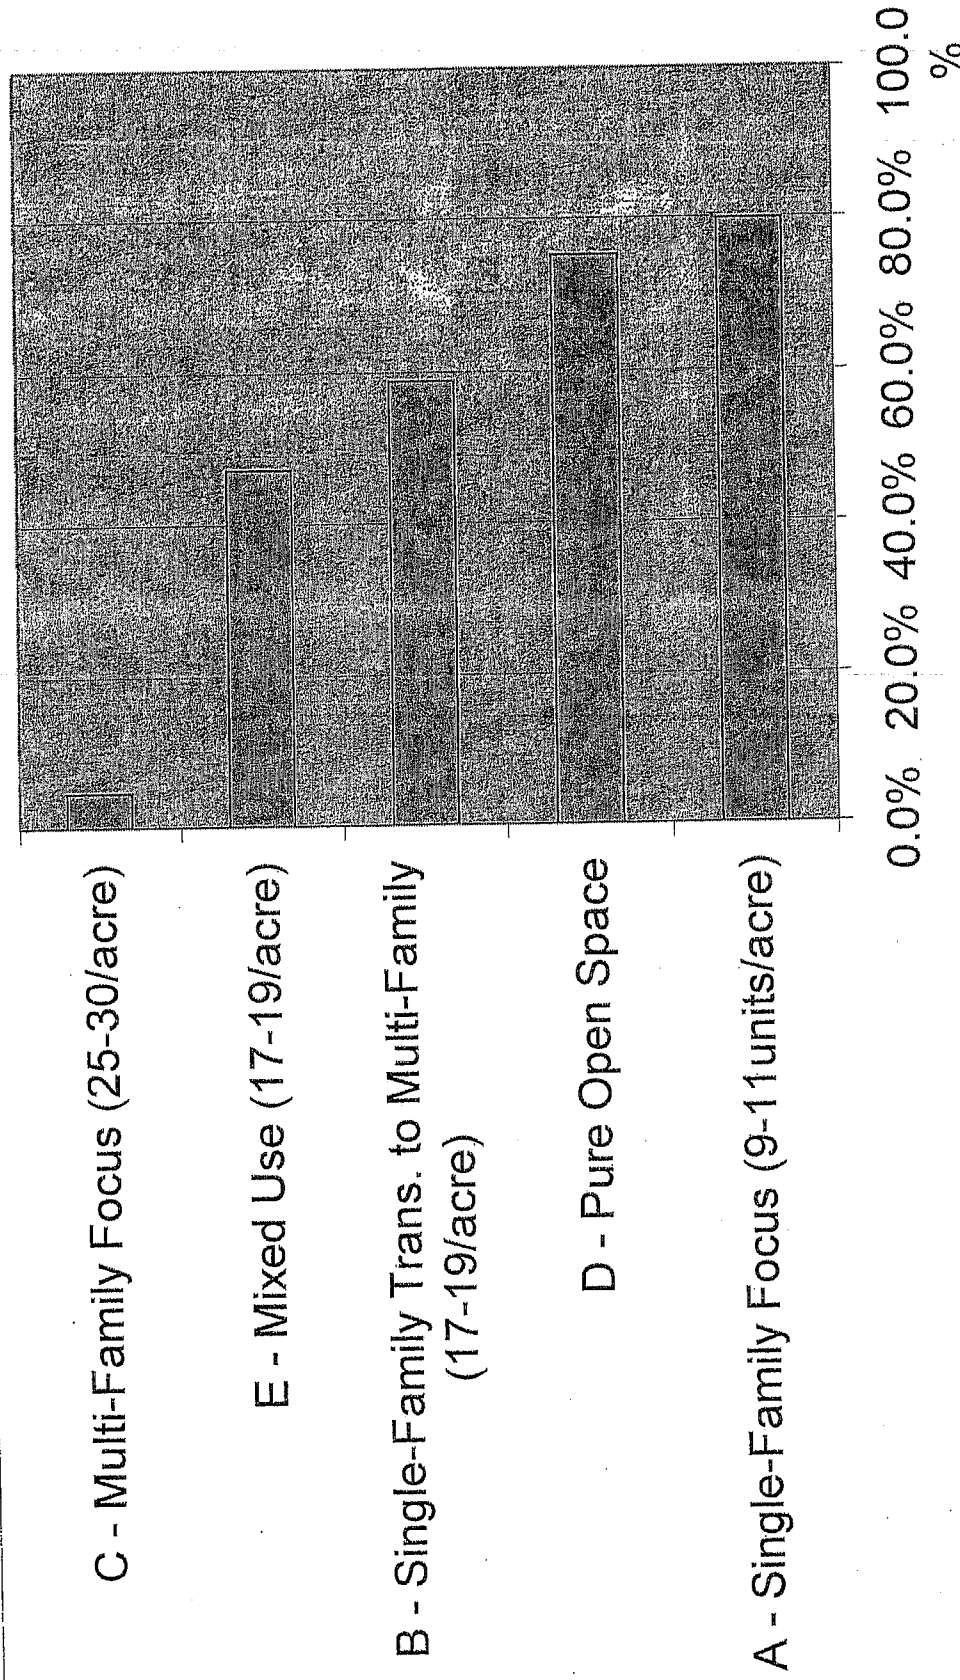 C - Multi-Family Focus (25-30/acre)
E - Mixed Use (17-19/acre)
B - Single-Family Trans. to Multi-Family
(17-19/acre)
D - Pure Open Space
A - Single-Family Focus (9-11units/acre)
0.0% 20.0% 40.0% 60.0% 80.0% 100.0
%